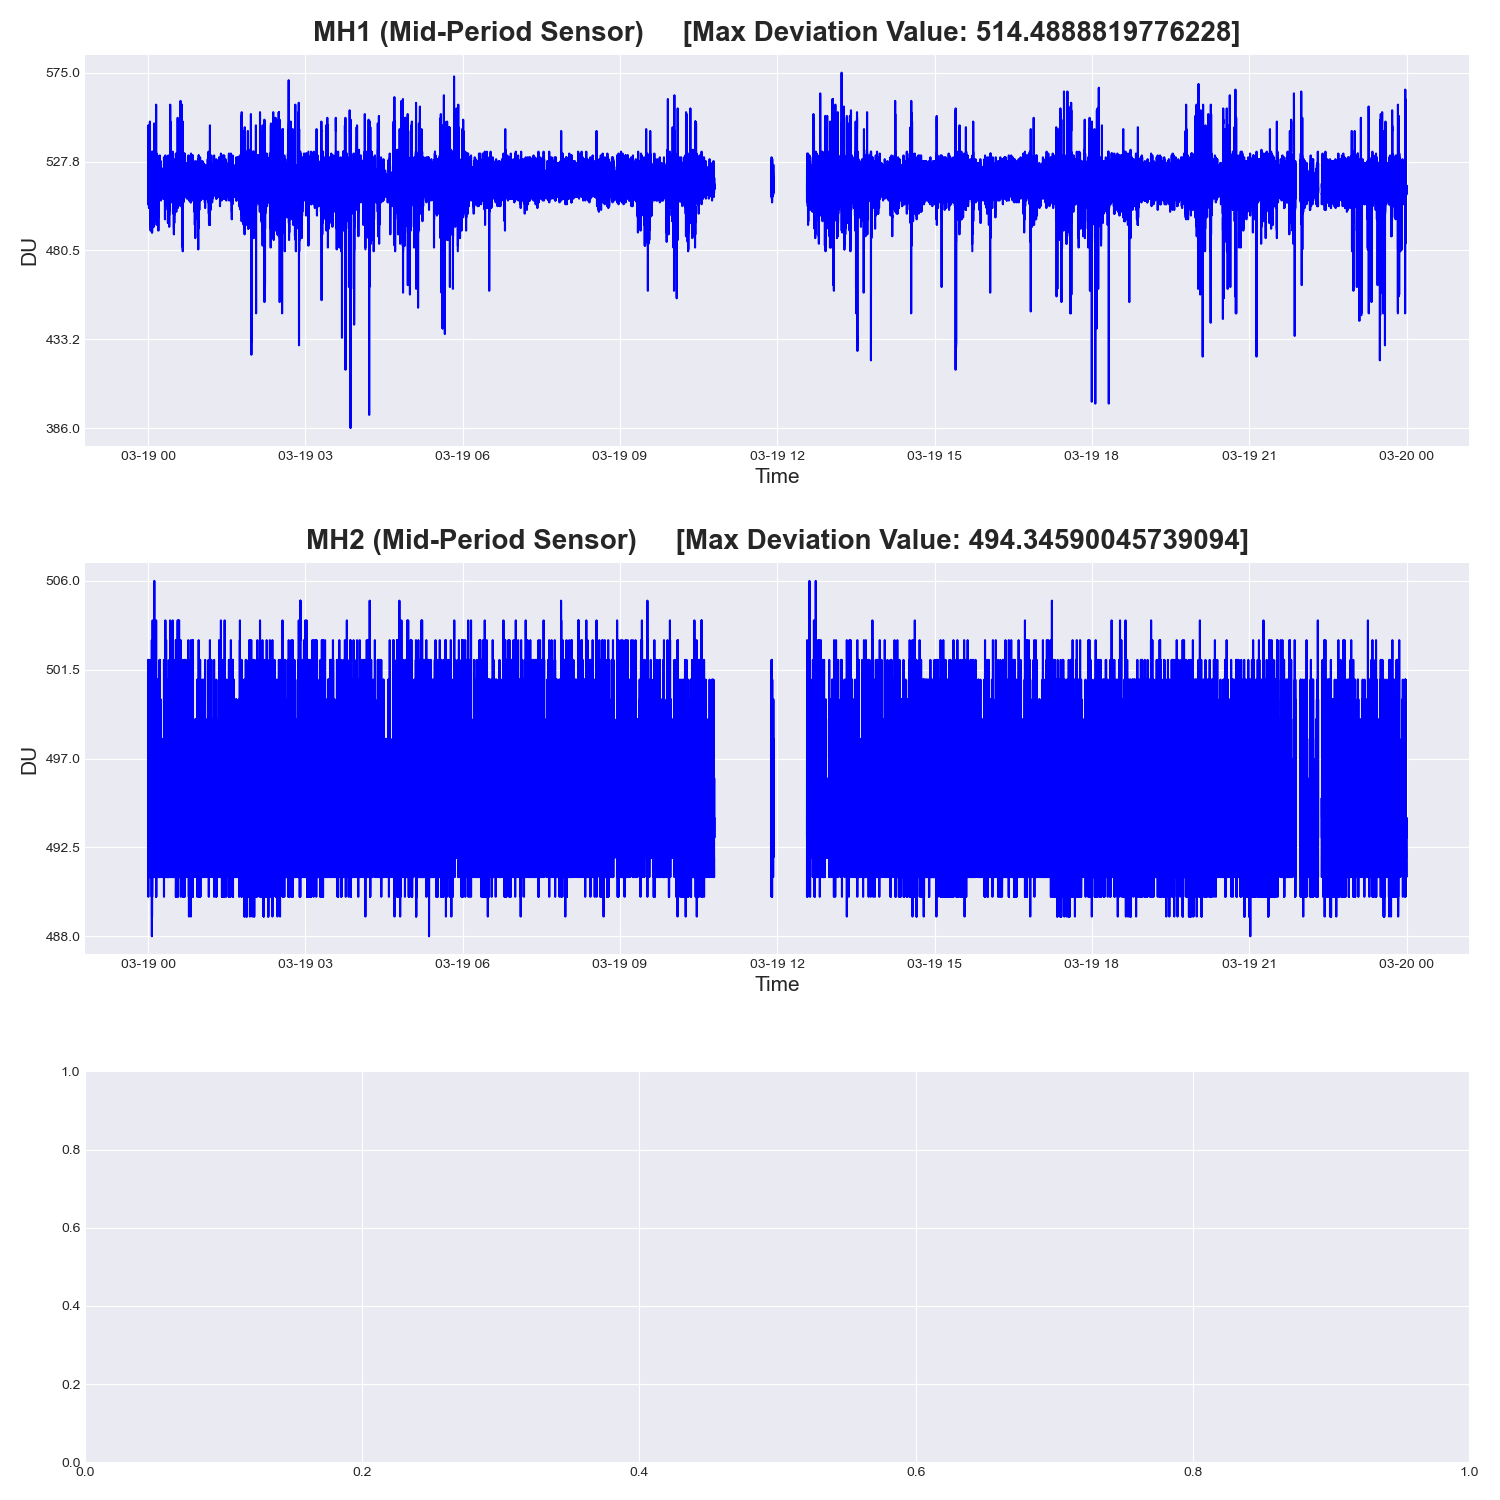 MH1 (Mid-Period Sensor) [Max Deviation Value: 514.4888819776228]
575.0
527.8
480.5
433.2
386.0
DU
03-19 00 03-19 03 03-19 06 03-19 09 03-19 12 03-19 15 03-19 18 03-19 21 03-20 00
Time
MH2 (Mid-Period Sensor) [Max Deviation Value: 494.34590045739094]
506.0
501.5
497.0
492.5
488.0
DU
03-19 00 03-19 03 03-19 06 03-19 09 03-19 12 03-19 15 03-19 18 03-19 21 03-20 00
Time
1.0
0.8
0.6
0.4
0.2
0.0
0.0 0.2 0.4 0.6 0.8 1.0